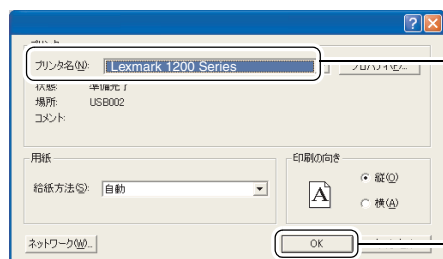 プリンタ名(N): Lexmark 1200 Series
状態: 準備完了
場所: USB002
コメント:
用紙
給紙方法(S): 自動
印刷の向き
A
縦(O)
横(A)
ネットワーク(W)...
OK